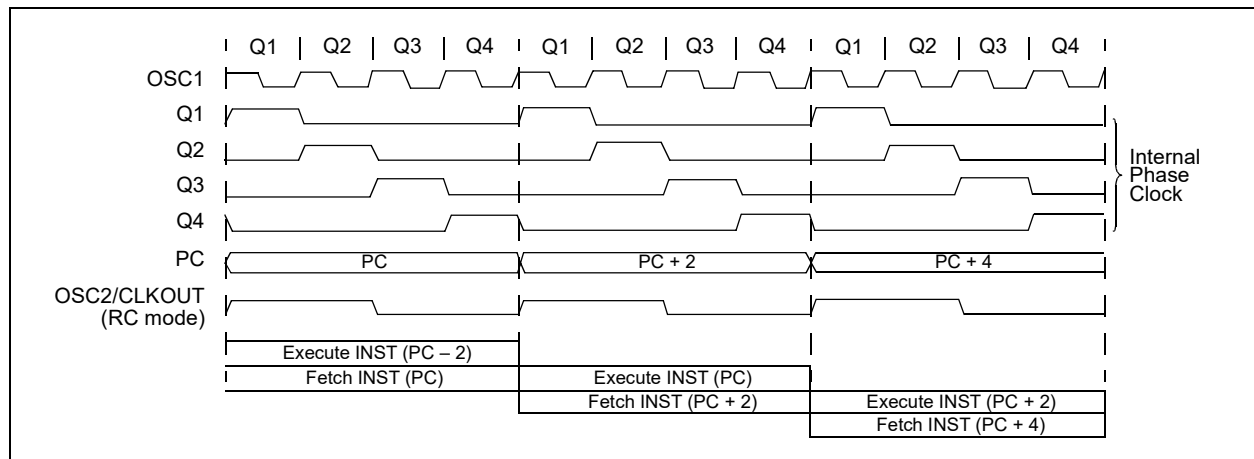 Q1 | Q2 | Q3 | Q4 | Q1 | Q2 | Q3 | Q4 | Q1 | Q2 | Q3 | Q4
OSC1
Q1
Q2
Q3
Q4
Internal
Phase
Clock
PC
PC
PC + 2
PC + 4
OSC2/CLKOUT
(RC mode)
Execute INST (PC – 2)
Fetch INST (PC)
Execute INST (PC)
Fetch INST (PC + 2)
Execute INST (PC + 2)
Fetch INST (PC + 4)